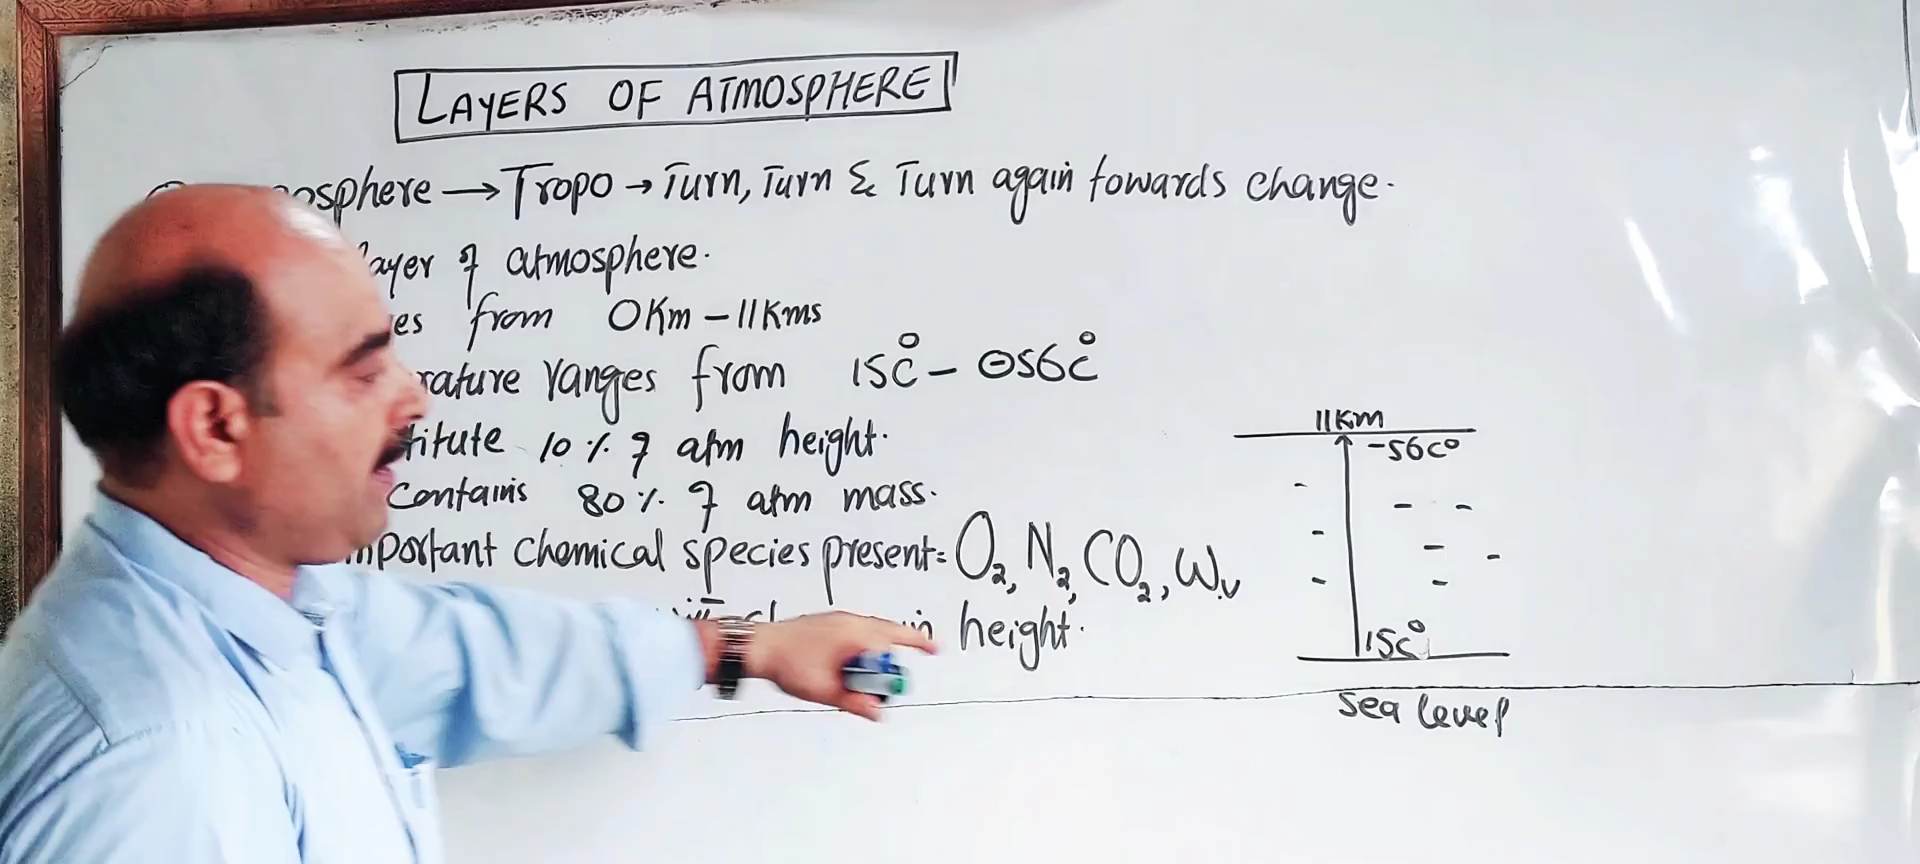 LAYERS OF ATMOSPHERE
osphere → Tropo → Turn, Turn & Turn again towards change.
layer of atmosphere.
es from 0Km – 11Kms
rature ranges from 15C° – ⊖56C°
titute 10% of atm height.
Contains 80% of atm mass.
mportant chemical species present = O2, N2, CO2, W.v
in height.
11Km
-56C°
15C°
Sea level